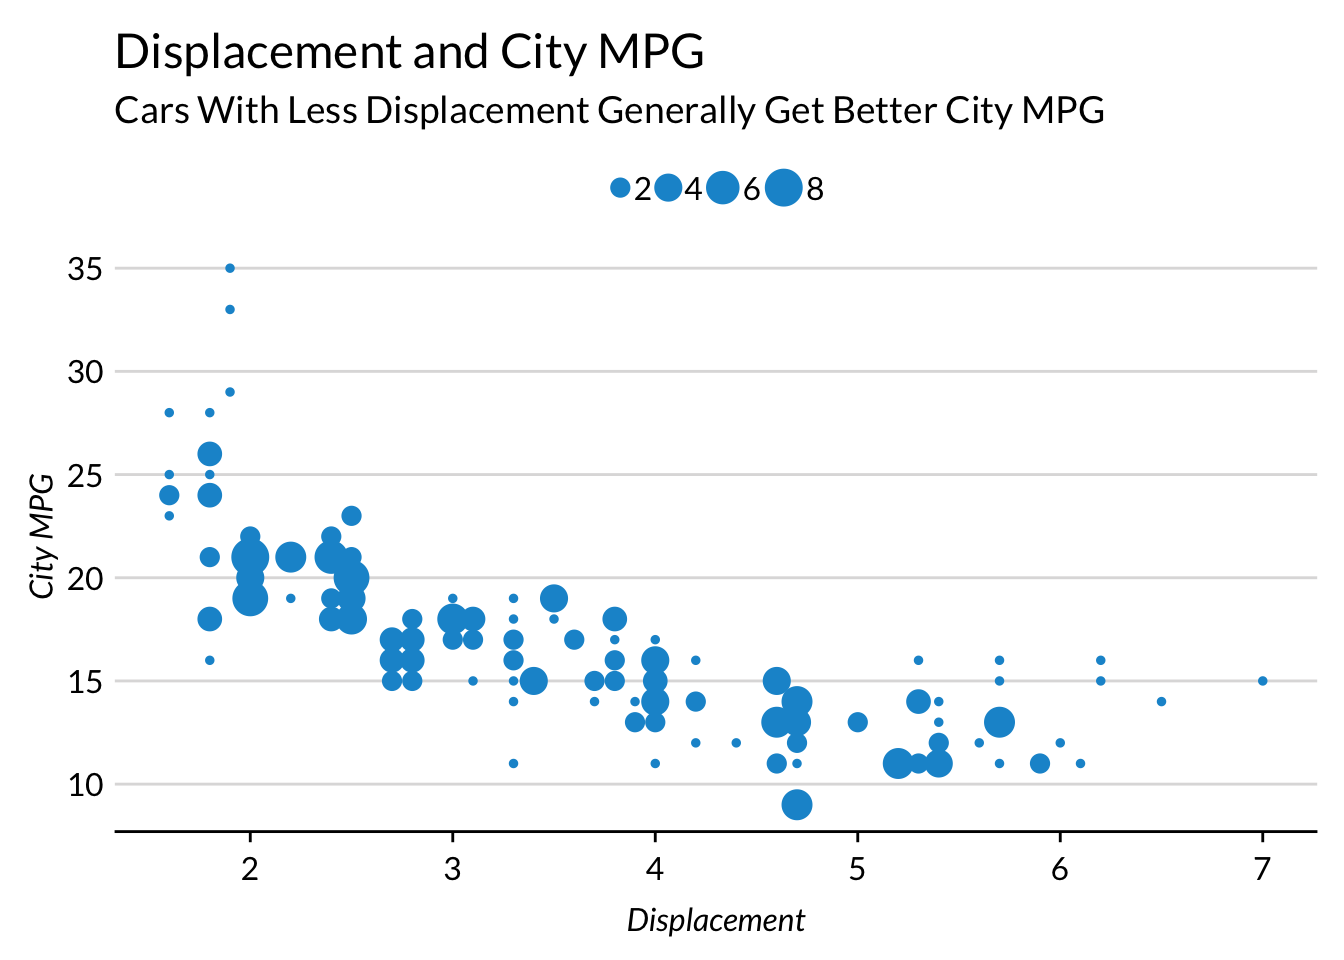 Displacement and City MPG
Cars With Less Displacement Generally Get Better City MPG
2 4 6 8
35
30
25
20
15
10
City MPG
2 3 4 5 6 7
Displacement